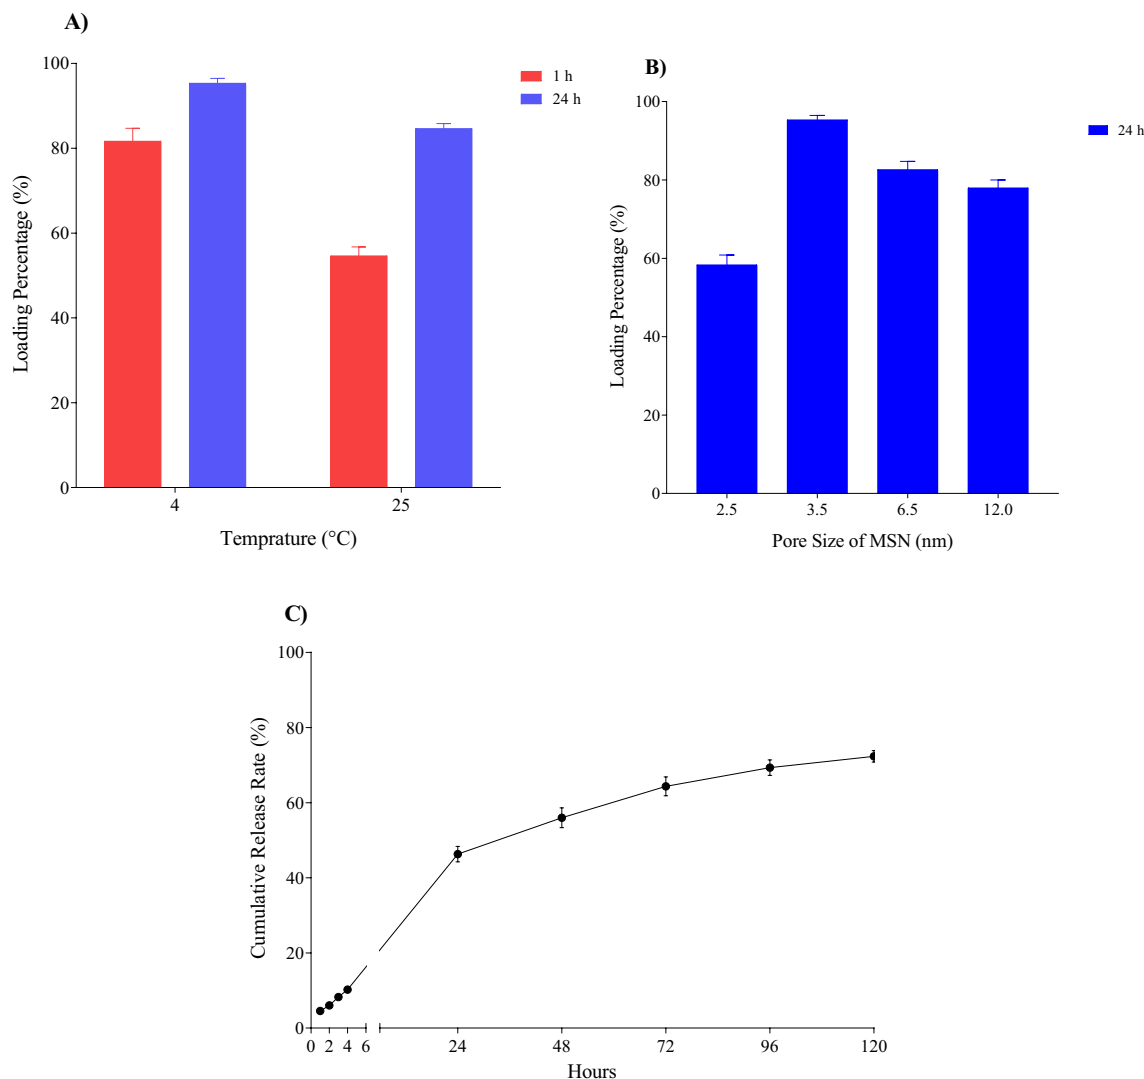 A)
100
80
60
40
20
0
Loading Percentage (%)
4
25
Temprature (°C)
1 h
24 h
B)
100
80
60
40
20
0
Loading Percentage (%)
2.5
3.5
6.5
12.0
Pore Size of MSN (nm)
24 h
C)
100
80
60
40
20
0
Cumulative Release Rate (%)
0 2 4 6 24 48 72 96 120
Hours